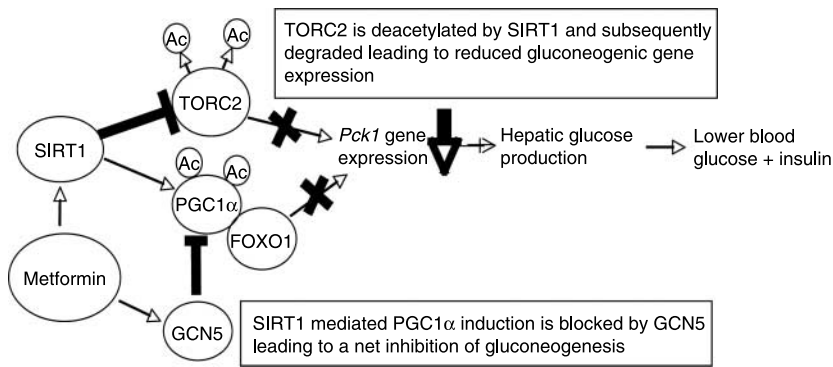 Ac
Ac
TORC2
TORC2 is deacetylated by SIRT1 and subsequently
degraded leading to reduced gluconeogenic gene
expression
SIRT1
Pck1 gene
expression
Hepatic glucose
production
Lower blood
glucose + insulin
Ac
Ac
PGC1α
FOXO1
Metformin
GCN5
SIRT1 mediated PGC1α induction is blocked by GCN5
leading to a net inhibition of gluconeogenesis